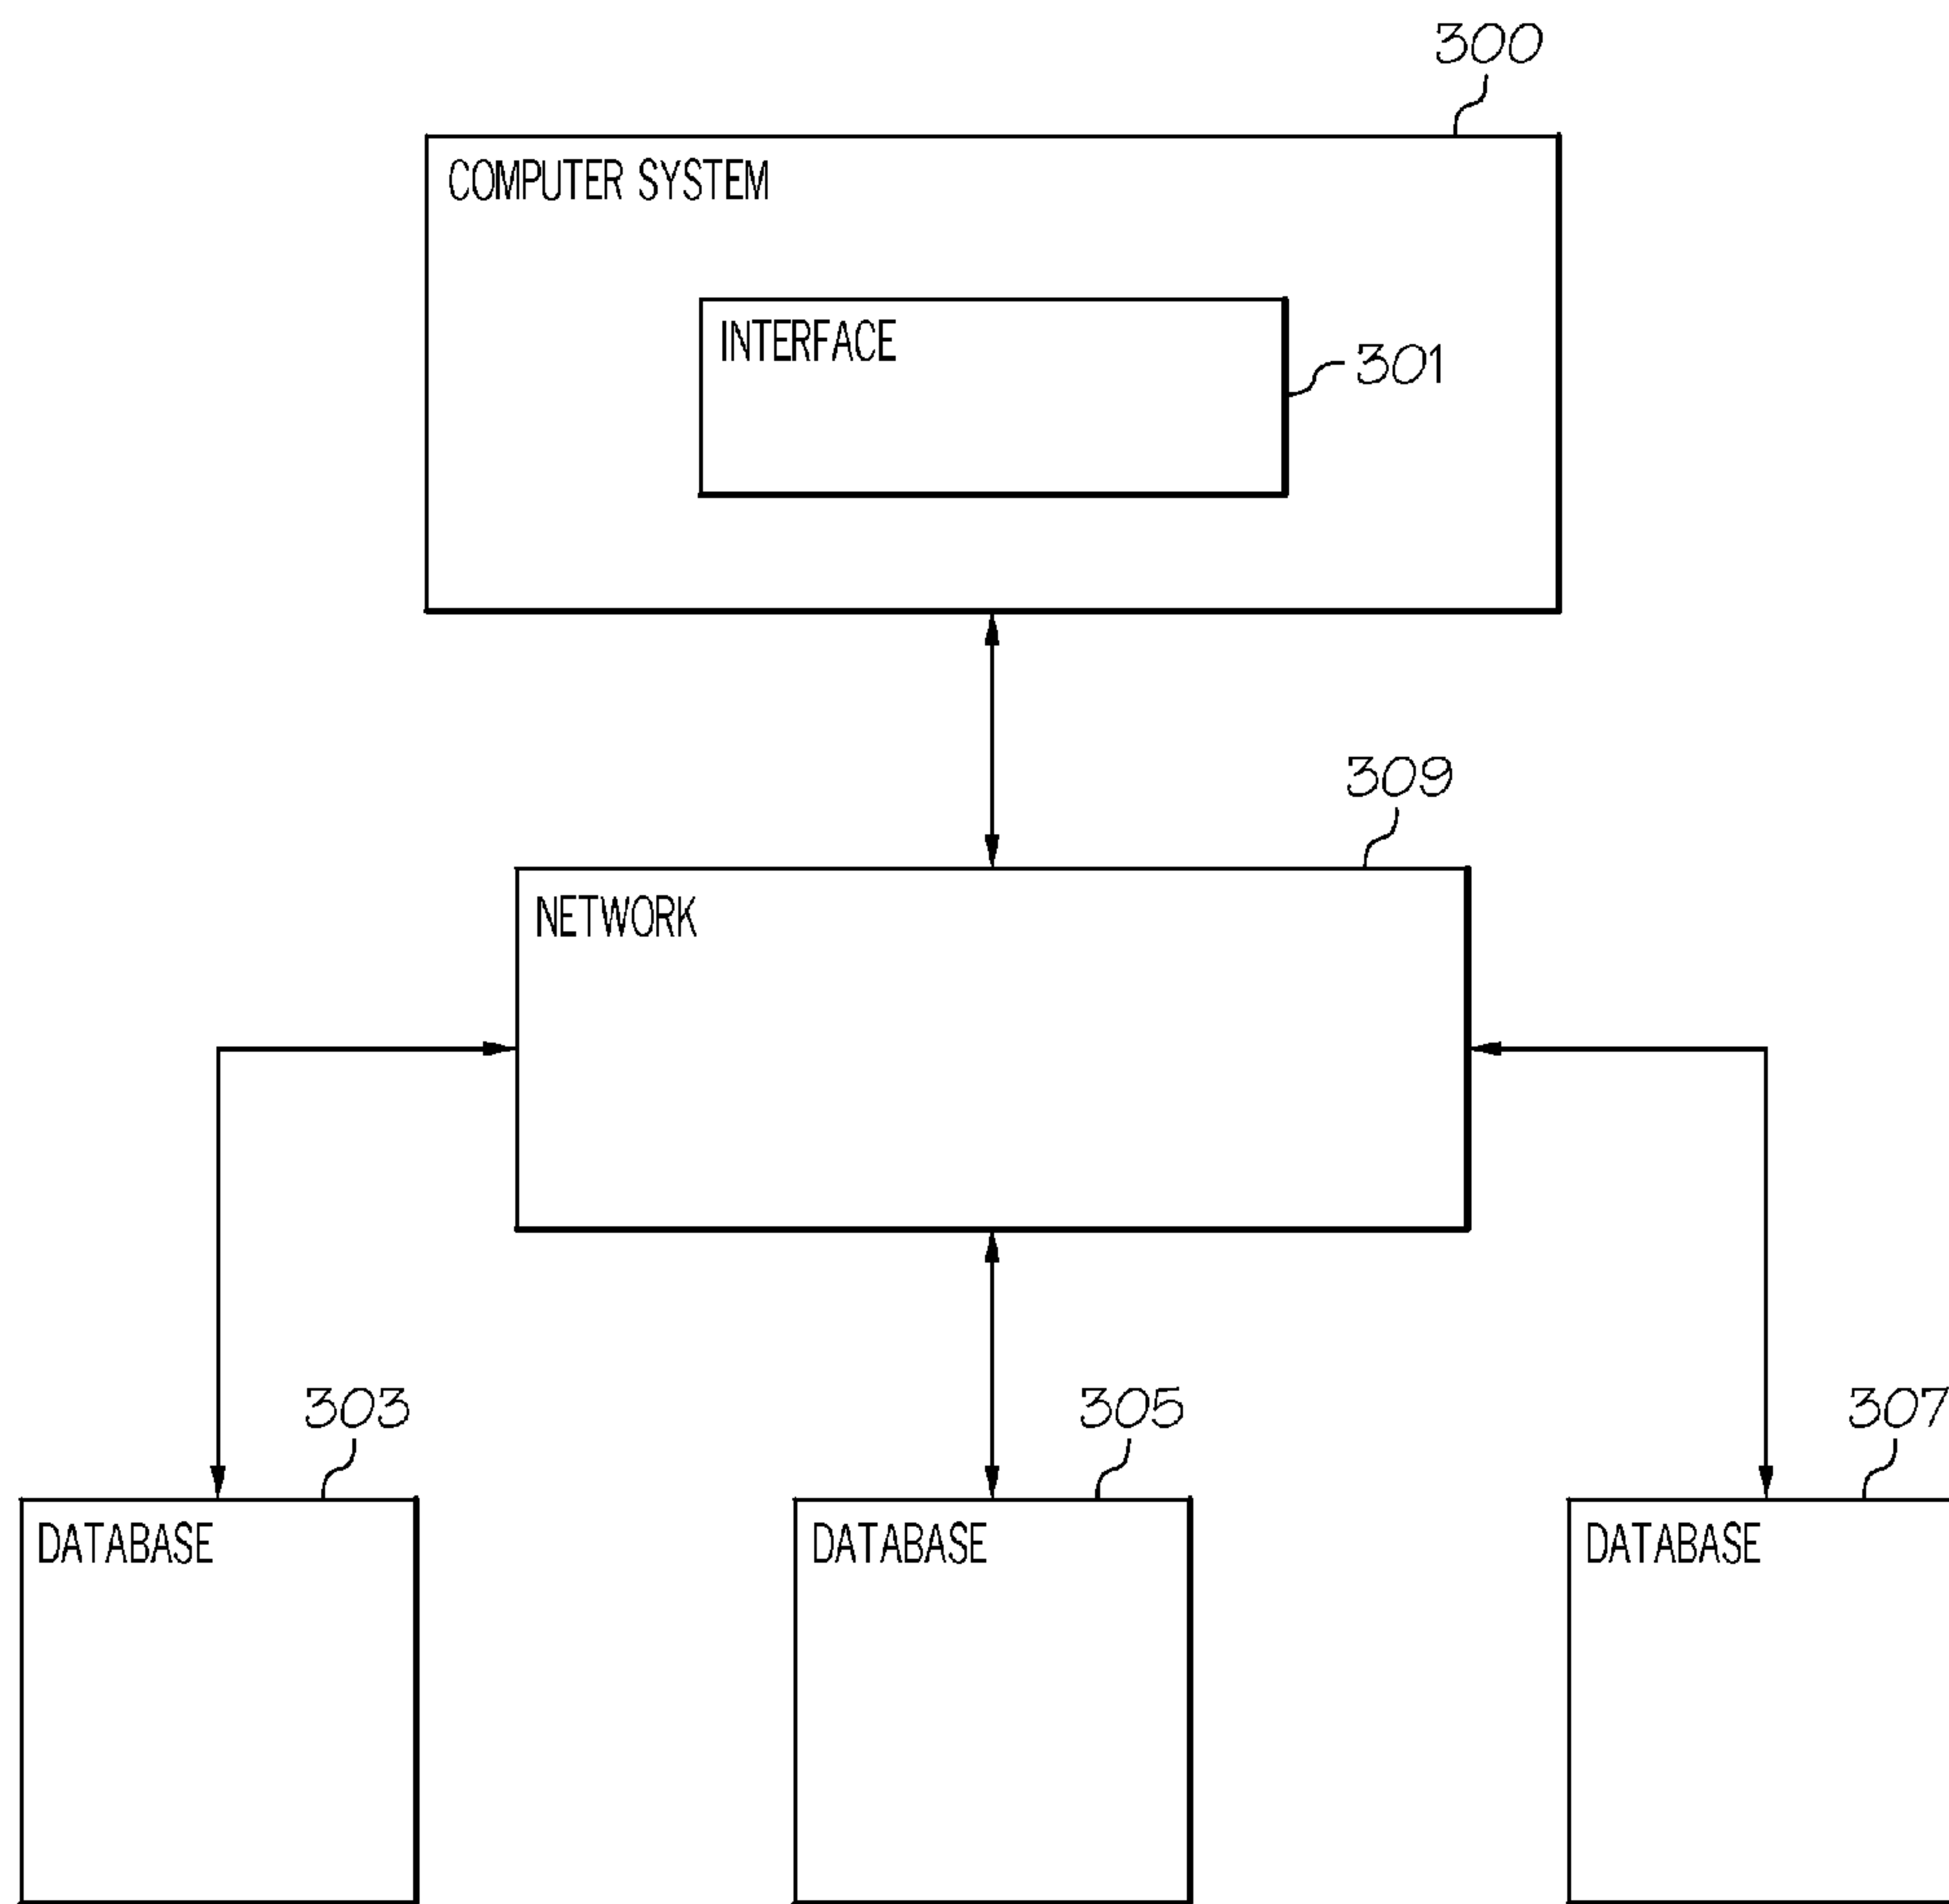 300
COMPUTER SYSTEM
INTERFACE
301
309
NETWORK
303
305
307
DATABASE
DATABASE
DATABASE